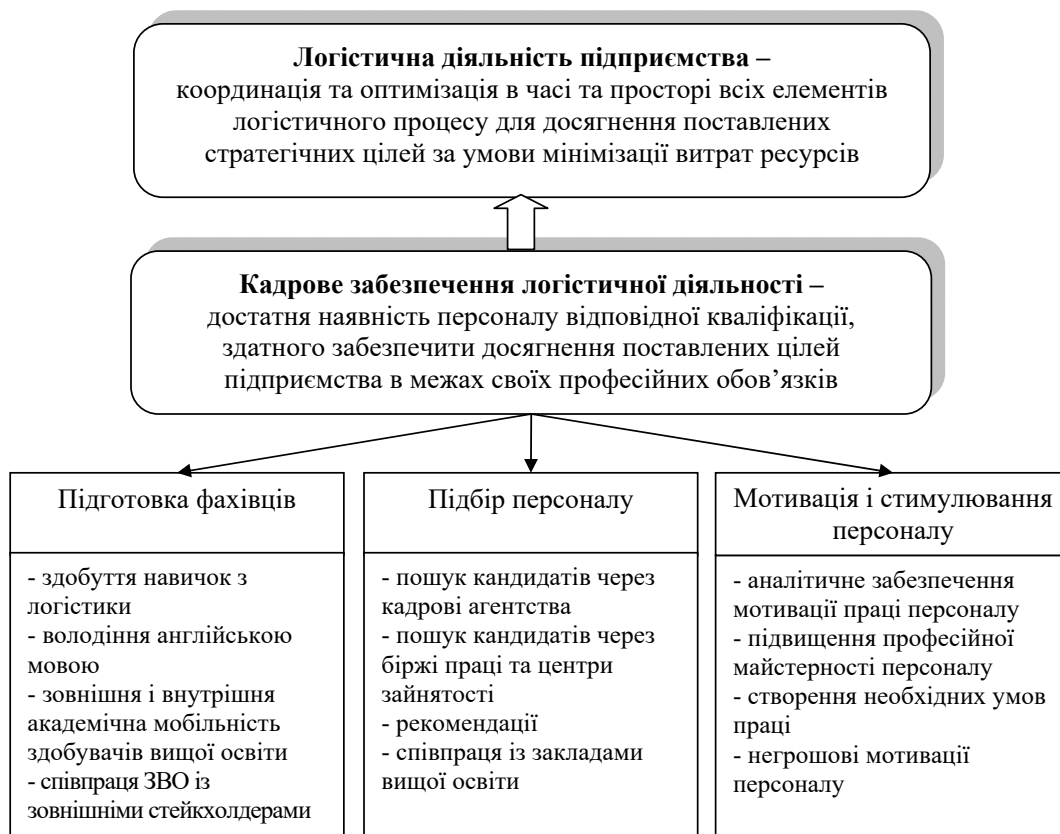 Логістична діяльність підприємства –
координація та оптимізація в часі та просторі всіх елементів
логістичного процесу для досягнення поставлених
стратегічних цілей за умови мінімізації витрат ресурсів
Кадрове забезпечення логістичної діяльності –
достатня наявність персоналу відповідної кваліфікації,
здатного забезпечити досягнення поставлених цілей
підприємства в межах своїх професійних обов’язків
Підготовка фахівців
- здобуття навичок з
логістики
- володіння англійською
мовою
- зовнішня і внутрішня
академічна мобільність
здобувачів вищої освіти
- співпраця ЗВО із
зовнішніми стейкхолдерами
Підбір персоналу
- пошук кандидатів через
кадрові агентства
- пошук кандидатів через
біржі праці та центри
зайнятості
- рекомендації
- співпраця із закладами
вищої освіти
Мотивація і стимулювання
персоналу
- аналітичне забезпечення
мотивації праці персоналу
- підвищення професійної
майстерності персоналу
- створення необхідних умов
праці
- негрошові мотивації
персоналу